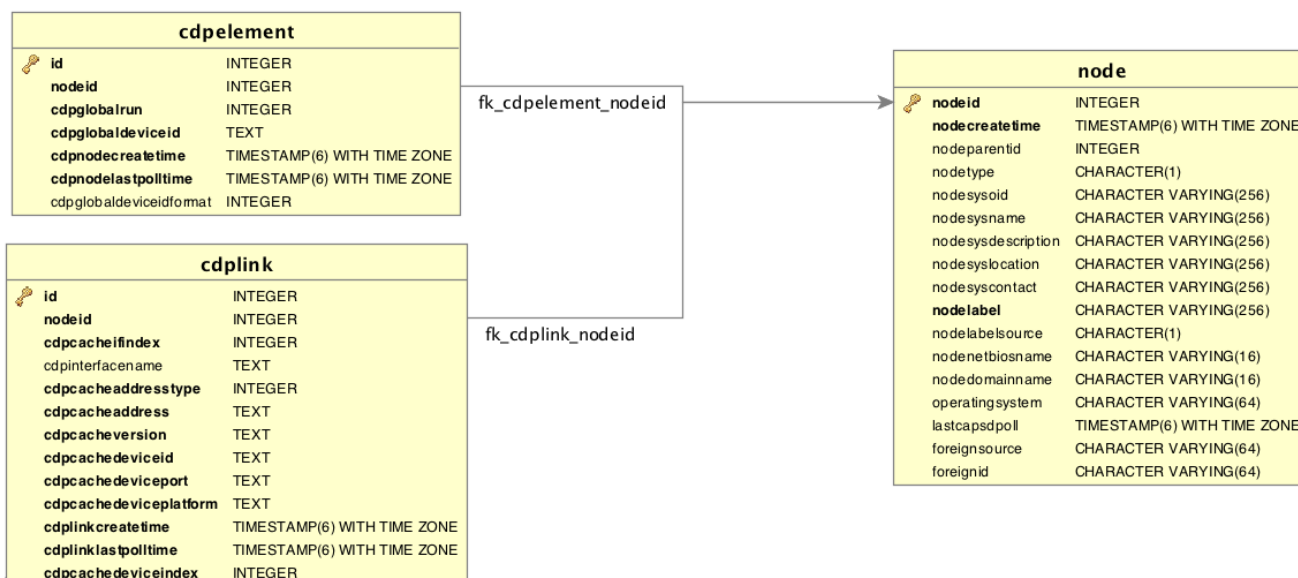 cdpelement
id INTEGER
nodeid INTEGER
cdpglobalrun INTEGER
cdpglobaldeviceid TEXT
cdpnodecreatetime TIMESTAMP(6) WITH TIME ZONE
cdpnodelastpolltime TIMESTAMP(6) WITH TIME ZONE
cdpglobaldeviceidformat INTEGER
fk_cdpelement_nodeid
cdplink
id INTEGER
nodeid INTEGER
cdpcacheifindex INTEGER
cdpinterfacename TEXT
cdpcacheaddresstype INTEGER
cdpcacheaddress TEXT
cdpcacheversion TEXT
cdpcachedeviceid TEXT
cdpcachedeviceport TEXT
cdpcachedeviceplatform TEXT
cdplinkcreatetime TIMESTAMP(6) WITH TIME ZONE
cdplinklastpolltime TIMESTAMP(6) WITH TIME ZONE
cdpcachedeviceindex INTEGER
fk_cdplink_nodeid
node
nodeid INTEGER
nodecreatetime TIMESTAMP(6) WITH TIME ZONE
nodeparentid INTEGER
nodetype CHARACTER(1)
nodesysoid CHARACTER VARYING(256)
nodesysname CHARACTER VARYING(256)
nodesysdescription CHARACTER VARYING(256)
nodesyslocation CHARACTER VARYING(256)
nodesyscontact CHARACTER VARYING(256)
nodelabel CHARACTER VARYING(256)
nodelabelsource CHARACTER(1)
nodenetbiosname CHARACTER VARYING(16)
nodedomainname CHARACTER VARYING(16)
operatingsystem CHARACTER VARYING(64)
lastcapsdpoll TIMESTAMP(6) WITH TIME ZONE
foreignsource CHARACTER VARYING(64)
foreignid CHARACTER VARYING(64)